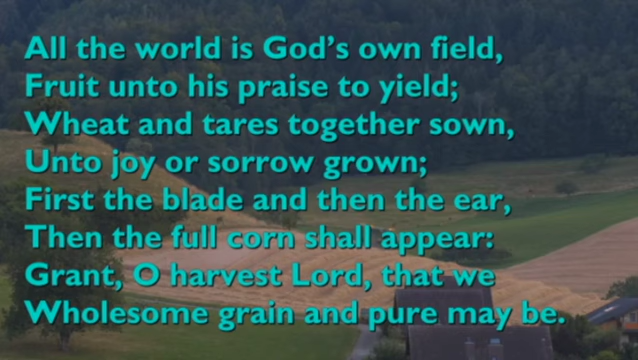 All the world is God’s own field,
Fruit unto his praise to yield;
Wheat and tares together sown,
Unto joy or sorrow grown;
First the blade and then the ear,
Then the full corn shall appear:
Grant, O harvest Lord, that we
Wholesome grain and pure may be.